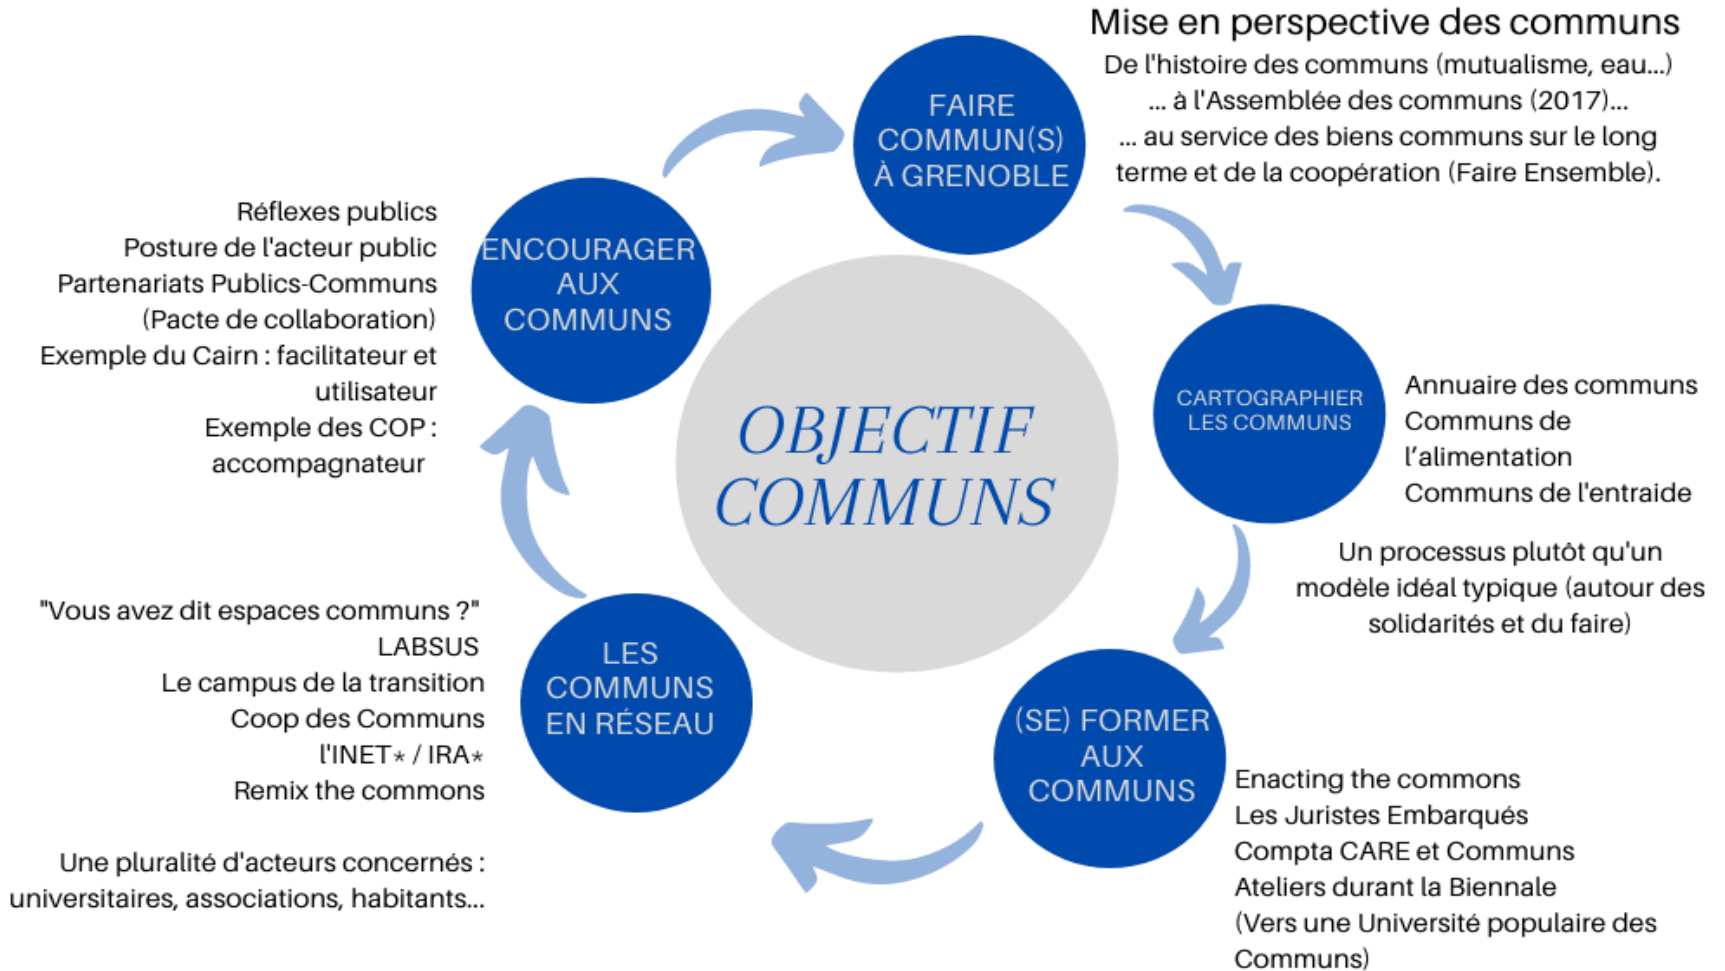 Mise en perspective des communs
De l'histoire des communs (mutualisme, eau...)
... à l'Assemblée des communs (2017)...
... au service des biens communs sur le long
terme et de la coopération (Faire Ensemble).
FAIRE
COMMUN(S)
À GRENOBLE
CARTOGRAPHIER
LES COMMUNS
Annuaire des communs
Communs de
l’alimentation
Communs de l'entraide
Un processus plutôt qu'un
modèle idéal typique (autour des
solidarités et du faire)
(SE) FORMER
AUX
COMMUNS
Enacting the commons
Les Juristes Embarqués
Compta CARE et Communs
Ateliers durant la Biennale
(Vers une Université populaire des
Communs)
LES
COMMUNS
EN RÉSEAU
"Vous avez dit espaces communs ?"
LABSUS
Le campus de la transition
Coop des Communs
l'INET* / IRA*
Remix the commons
Une pluralité d'acteurs concernés :
universitaires, associations, habitants...
ENCOURAGER
AUX
COMMUNS
Réflexes publics
Posture de l'acteur public
Partenariats Publics-Communs
(Pacte de collaboration)
Exemple du Cairn : facilitateur et
utilisateur
Exemple des COP :
accompagnateur
OBJECTIF
COMMUNS